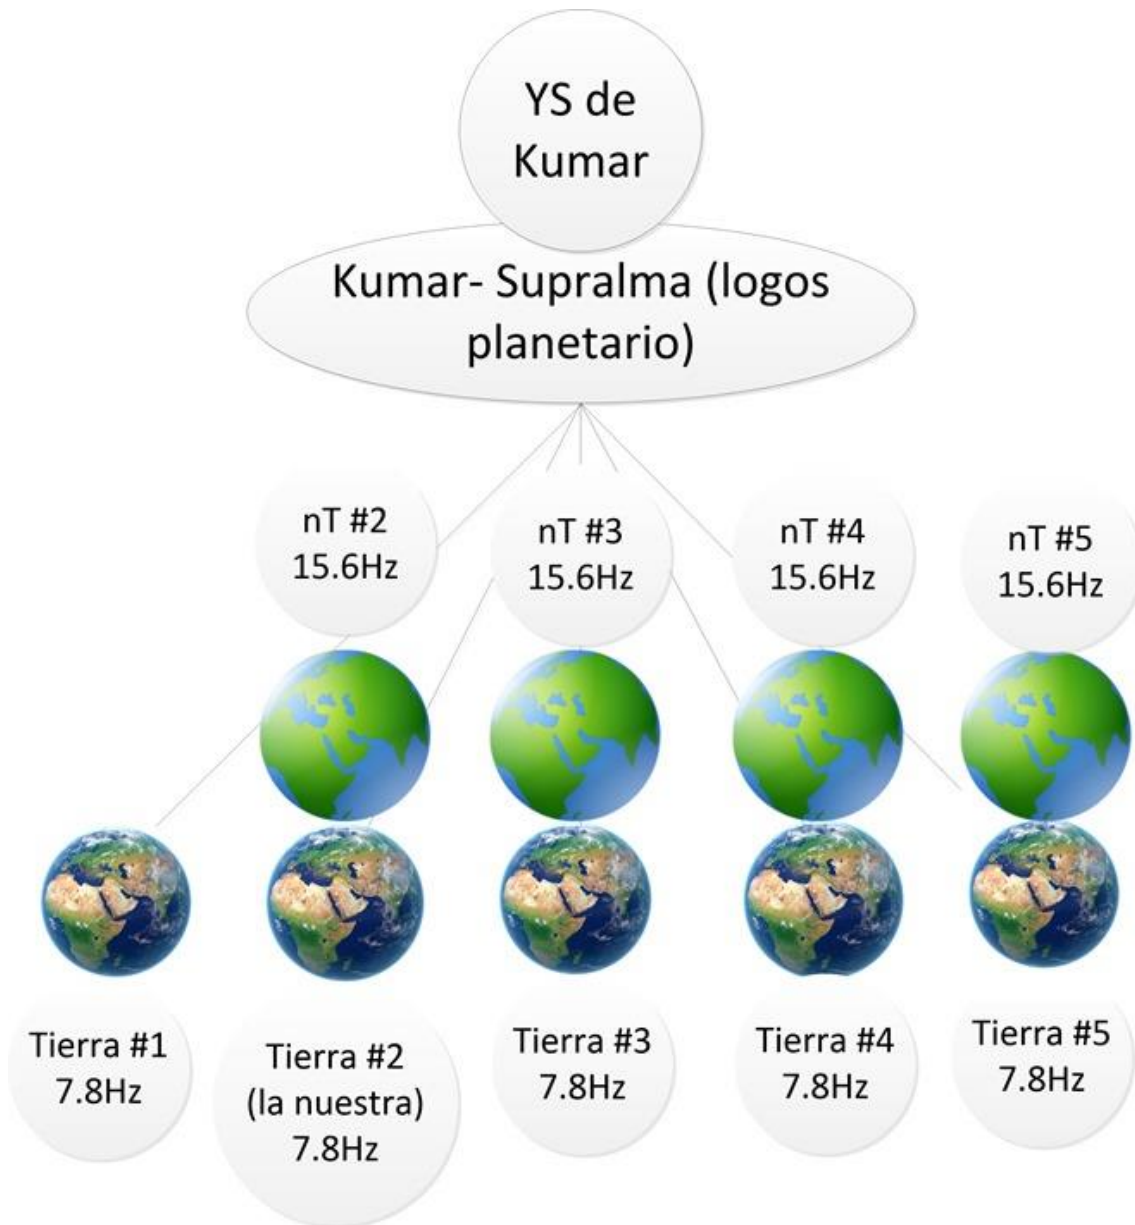 YS de
Kumar
Kumar- Supralma (logos
planetario)
nT #2
15.6Hz
nT #3
15.6Hz
nT #4
15.6Hz
nT #5
15.6Hz
Tierra #1
7.8Hz
Tierra #2
(la nuestra)
7.8Hz
Tierra #3
7.8Hz
Tierra #4
7.8Hz
Tierra #5
7.8Hz